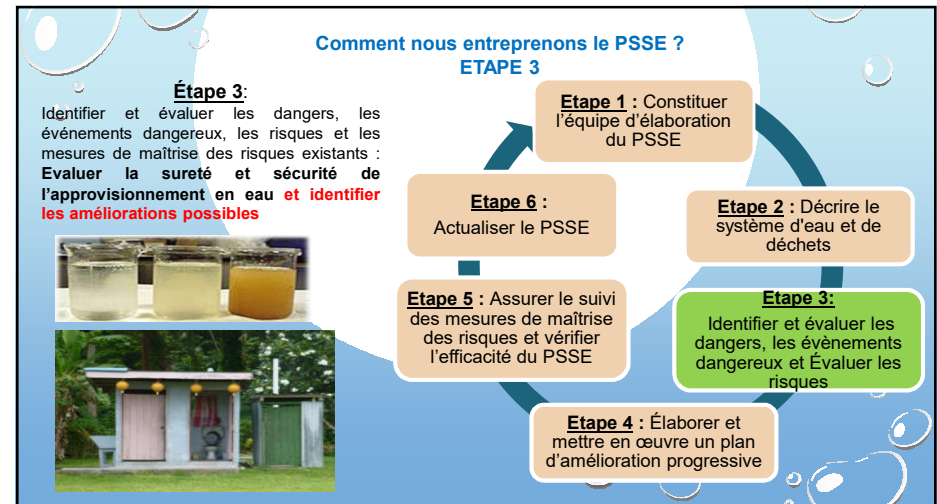 Comment nous entreprenons le PSSE ?
ETAPE 3
Étape 3:
Identifier et évaluer les dangers, les
événements dangereux, les risques et les
mesures de maîtrise des risques existants :
Evaluer la sureté et sécurité de
l'approvisionnement en eau et identifier
les améliorations possibles
Etape 1 : Constituer
l'équipe d'élaboration
du PSSE
Etape 2 : Décrire le
système d'eau et de
déchets
Etape 3:
Identifier et évaluer les
dangers, les évènements
dangereux et Évaluer les
risques
Etape 4 : Élaborer et
mettre en œuvre un plan
d'amélioration progressive
Etape 5 : Assurer le suivi
des mesures de maîtrise
des risques et vérifier
l'efficacité du PSSE
Etape 6 :
Actualiser le PSSE